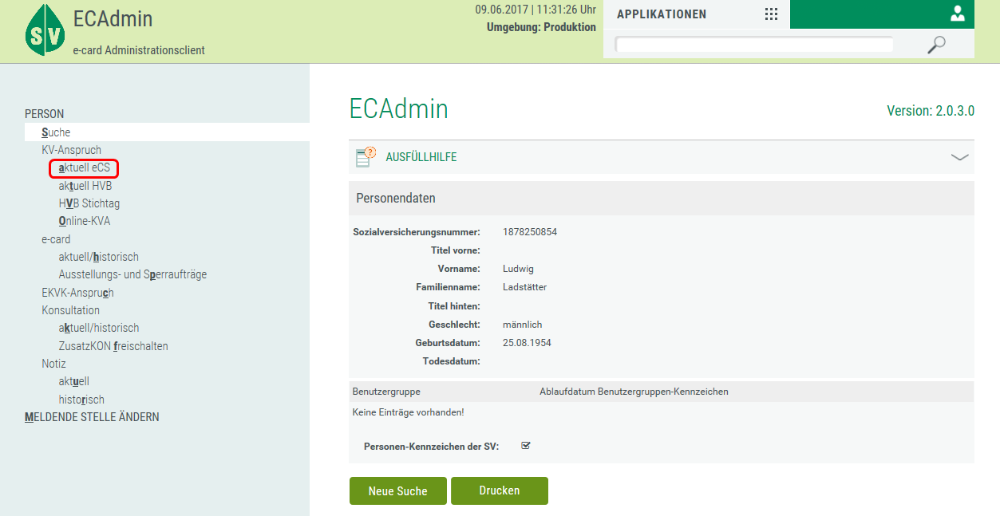 SV
ECAdmin
e-card Administrationsclient
09.06.2017 | 11:31:26 Uhr
Umgebung: Produktion
APPLIKATIONEN
PERSON
Suche
KV-Anspruch
aktuell eCS
aktuell HVB
HVB Stichtag
Online-KVA
e-card
aktuell/historisch
Ausstellungs- und Sperraufträge
EKVK-Anspruch
Konsultation
aktuell/historisch
ZusatzKON freischalten
Notiz
aktuell
historisch
MELDENDE STELLE ÄNDERN
ECAdmin
Version: 2.0.3.0
? AUSFÜLLHILFE
Personendaten
Sozialversicherungsnummer: 1878250854
Titel vorne:
Vorname: Ludwig
Familienname: Ladstätter
Titel hinten:
Geschlecht: männlich
Geburtsdatum: 25.08.1954
Todesdatum:
Benutzergruppe Ablaufdatum Benutzergruppen-Kennzeichen
Keine Einträge vorhanden!
Personen-Kennzeichen der SV:
Neue Suche Drucken